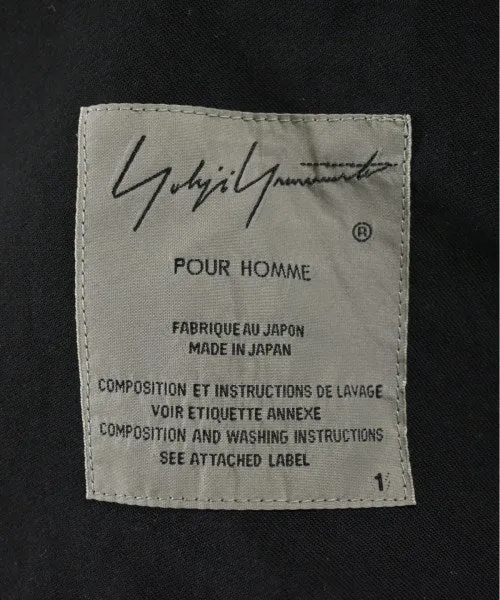 Yohji Yamamoto
®
POUR HOMME
FABRIQUE AU JAPON
MADE IN JAPAN
COMPOSITION ET INSTRUCTIONS DE LAVAGE
VOIR ETIQUETTE ANNEXE
COMPOSITION AND WASHING INSTRUCTIONS
SEE ATTACHED LABEL
1